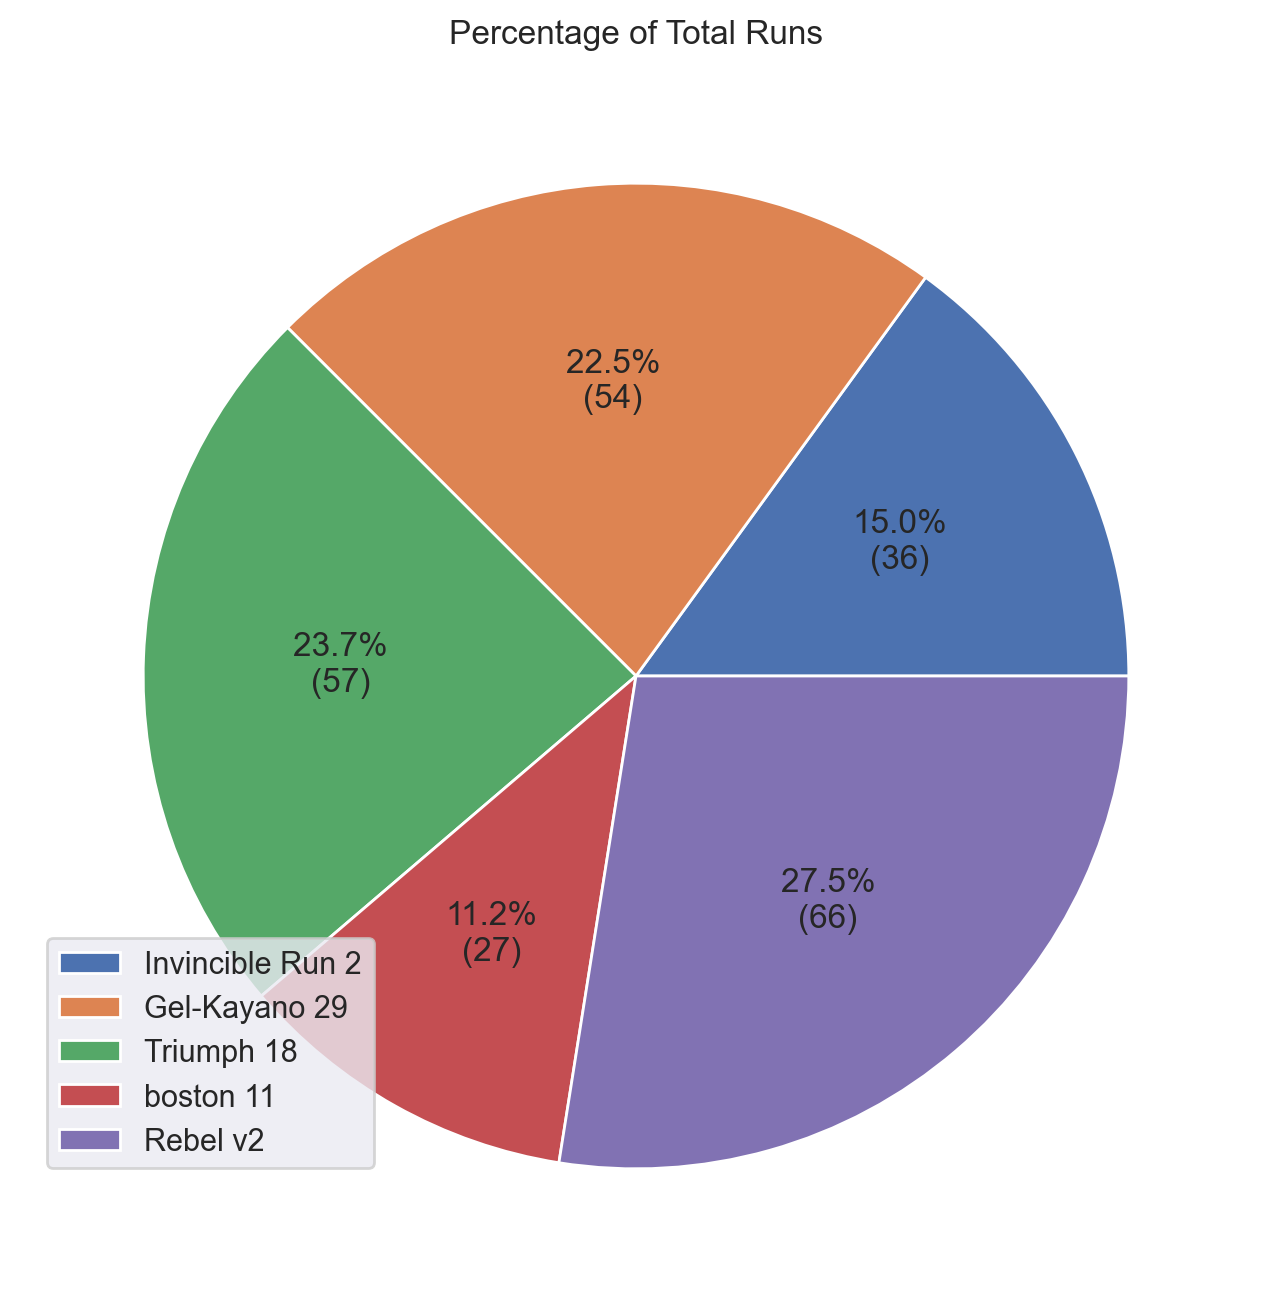 Percentage of Total Runs
22.5%
(54)
15.0%
(36)
23.7%
(57)
27.5%
(66)
11.2%
(27)
Invincible Run 2
Gel-Kayano 29
Triumph 18
boston 11
Rebel v2